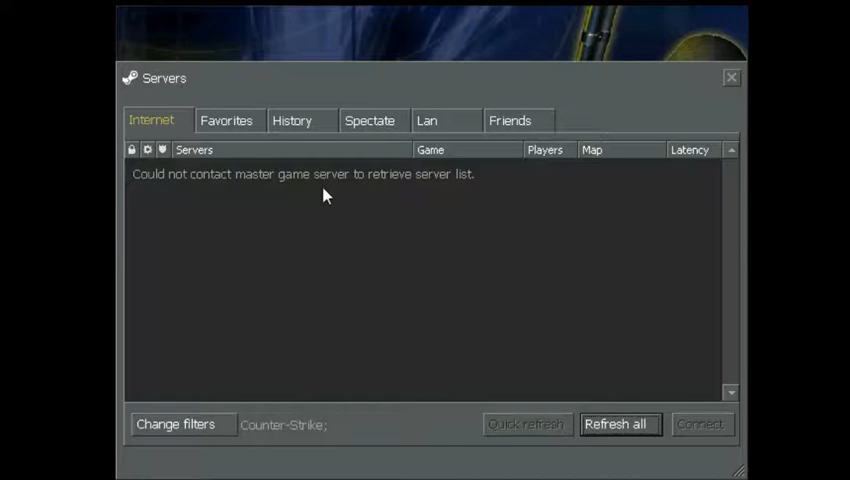 Servers
Internet
Favorites
History
Spectate
Lan
Friends
Servers
Game
Players
Map
Latency
Could not contact master game server to retrieve server list.
Change filters
Counter-Strike;
Quick refresh
Refresh all
Connect